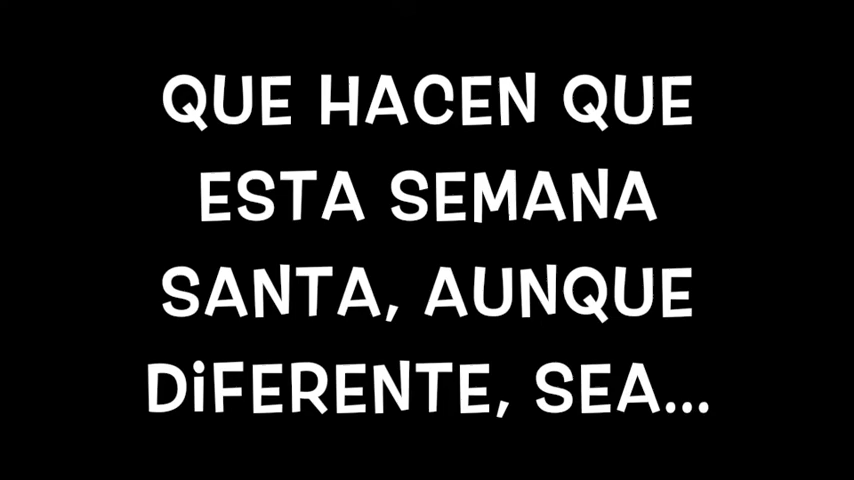 QUE HACEN QUE
ESTA SEMANA
SANTA, AUNQUE
DiFERENTE, SEA...